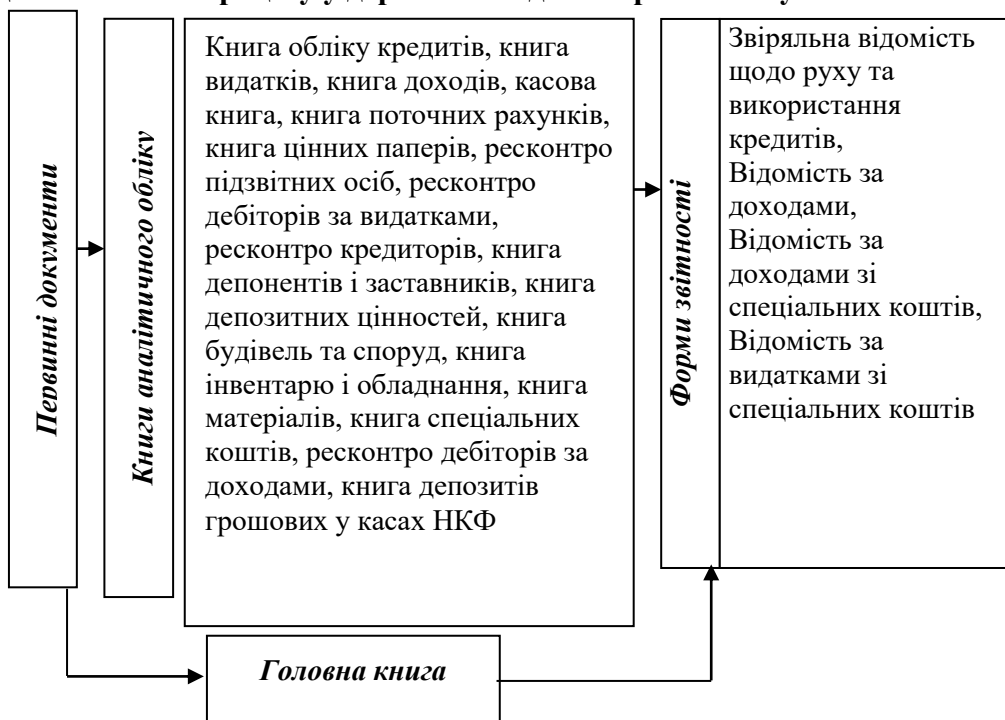 Первинні документи
Книги аналітичного обліку
Книга обліку кредитів, книга
видатків, книга доходів, касова
книга, книга поточних рахунків,
книга цінних паперів, ресконтро
підзвітних осіб, ресконтро
дебіторів за видатками,
ресконтро кредиторів, книга
депонентів і заставників, книга
депозитних цінностей, книга
будівель та споруд, книга
інвентарю і обладнання, книга
матеріалів, книга спеціальних
коштів, ресконтро дебіторів за
доходами, книга депозитів
грошових у касах НКФ
Форми звітності
Звіряльна відомість
щодо руху та
використання
кредитів,
Відомість за
доходами,
Відомість за
доходами зі
спеціальних коштів,
Відомість за
видатками зі
спеціальних коштів
Головна книга